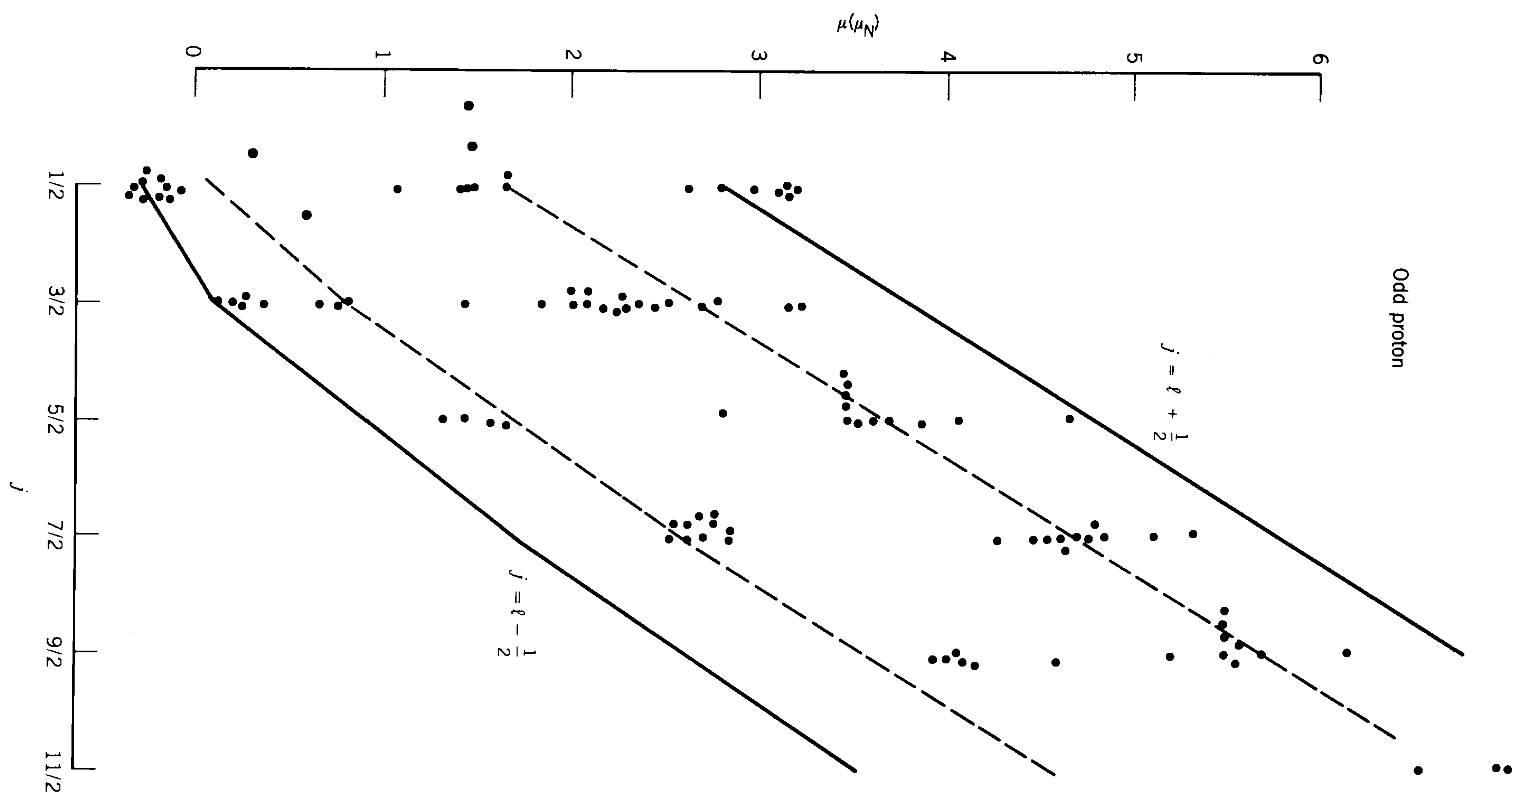 Odd proton
μ(μN)
6
5
4
3
2
1
0
j = ℓ + 1/2
j = ℓ − 1/2
1/2
3/2
5/2
7/2
9/2
11/2
j